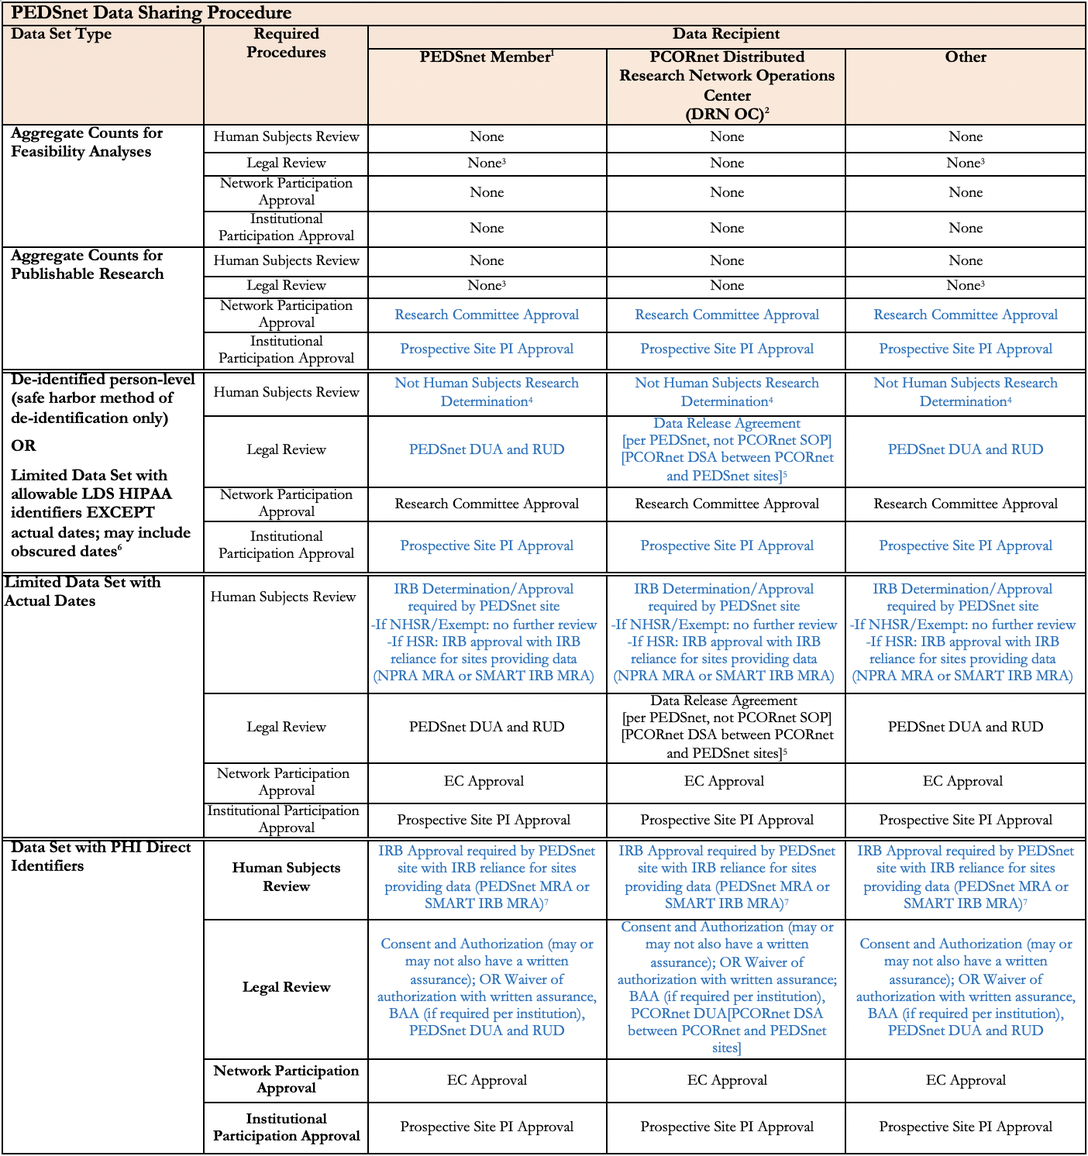 PEDSnet Data Sharing Procedure
Data Set Type
Required
Procedures
Data Recipient
PEDSnet Member¹
PCORnet Distributed
Research Network Operations
Center
(DRN OC)²
Other
Aggregate Counts for
Feasibility Analyses
Human Subjects Review
None
None
None
Legal Review
None³
None
None³
Network Participation
Approval
None
None
None
Institutional
Participation Approval
None
None
None
Aggregate Counts for
Publishable Research
Human Subjects Review
None
None
None
Legal Review
None³
None
None³
Network Participation
Approval
Research Committee Approval
Research Committee Approval
Research Committee Approval
Institutional
Participation Approval
Prospective Site PI Approval
Prospective Site PI Approval
Prospective Site PI Approval
De-identified person-level
(safe harbor method of
de-identification only)
OR
Limited Data Set with
allowable LDS HIPAA
identifiers EXCEPT
actual dates; may include
obscured dates⁶
Human Subjects Review
Not Human Subjects Research
Determination⁴
Not Human Subjects Research
Determination⁴
Not Human Subjects Research
Determination⁴
Legal Review
PEDSnet DUA and RUD
Data Release Agreement
[per PEDSnet, not PCORnet SOP]
[PCORnet DSA between PCORnet
and PEDSnet sites]⁵
PEDSnet DUA and RUD
Network Participation
Approval
Research Committee Approval
Research Committee Approval
Research Committee Approval
Institutional
Participation Approval
Prospective Site PI Approval
Prospective Site PI Approval
Prospective Site PI Approval
Limited Data Set with
Actual Dates
Human Subjects Review
IRB Determination/Approval
required by PEDSnet site
-If NHSR/Exempt: no further review
-If HSR: IRB approval with IRB
reliance for sites providing data
(NPRA MRA or SMART IRB MRA)
IRB Determination/Approval
required by PEDSnet site
-If NHSR/Exempt: no further review
-If HSR: IRB approval with IRB
reliance for sites providing data
(NPRA MRA or SMART IRB MRA)
IRB Determination/Approval
required by PEDSnet site
-If NHSR/Exempt: no further review
-If HSR: IRB approval with IRB
reliance for sites providing data
(NPRA MRA or SMART IRB MRA)
Legal Review
PEDSnet DUA and RUD
Data Release Agreement
[per PEDSnet, not PCORnet SOP]
[PCORnet DSA between PCORnet
and PEDSnet sites]⁵
PEDSnet DUA and RUD
Network Participation
Approval
EC Approval
EC Approval
EC Approval
Institutional Participation
Approval
Prospective Site PI Approval
Prospective Site PI Approval
Prospective Site PI Approval
Data Set with PHI Direct
Identifiers
Human Subjects
Review
IRB Approval required by PEDSnet
site with IRB reliance for sites
providing data (PEDSnet MRA or
SMART IRB MRA)⁷
IRB Approval required by PEDSnet
site with IRB reliance for sites
providing data (PEDSnet MRA or
SMART IRB MRA)⁷
IRB Approval required by PEDSnet
site with IRB reliance for sites
providing data (PEDSnet MRA or
SMART IRB MRA)⁷
Legal Review
Consent and Authorization (may or
may not also have a written
assurance); OR Waiver of
authorization with written assurance,
BAA (if required per institution),
PEDSnet DUA and RUD
Consent and Authorization (may or
may not also have a written
assurance); OR Waiver of
authorization with written assurance;
BAA (if required per institution),
PCORnet DUA[PCORnet DSA
between PCORnet and PEDSnet
sites]
Consent and Authorization (may or
may not also have a written
assurance); OR Waiver of
authorization with written assurance,
BAA (if required per institution),
PEDSnet DUA and RUD
Network Participation
Approval
EC Approval
EC Approval
EC Approval
Institutional
Participation Approval
Prospective Site PI Approval
Prospective Site PI Approval
Prospective Site PI Approval